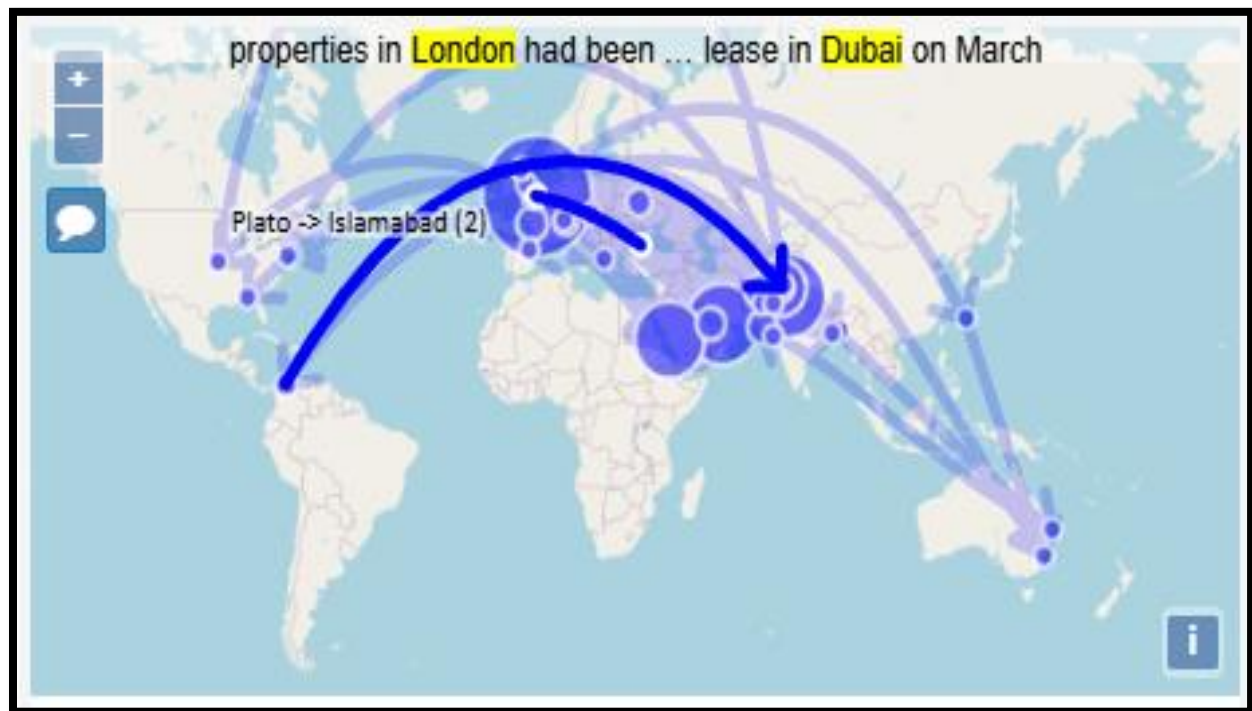 properties in London had been ... lease in Dubai on March
+
−
Plato -> Islamabad (2)
i